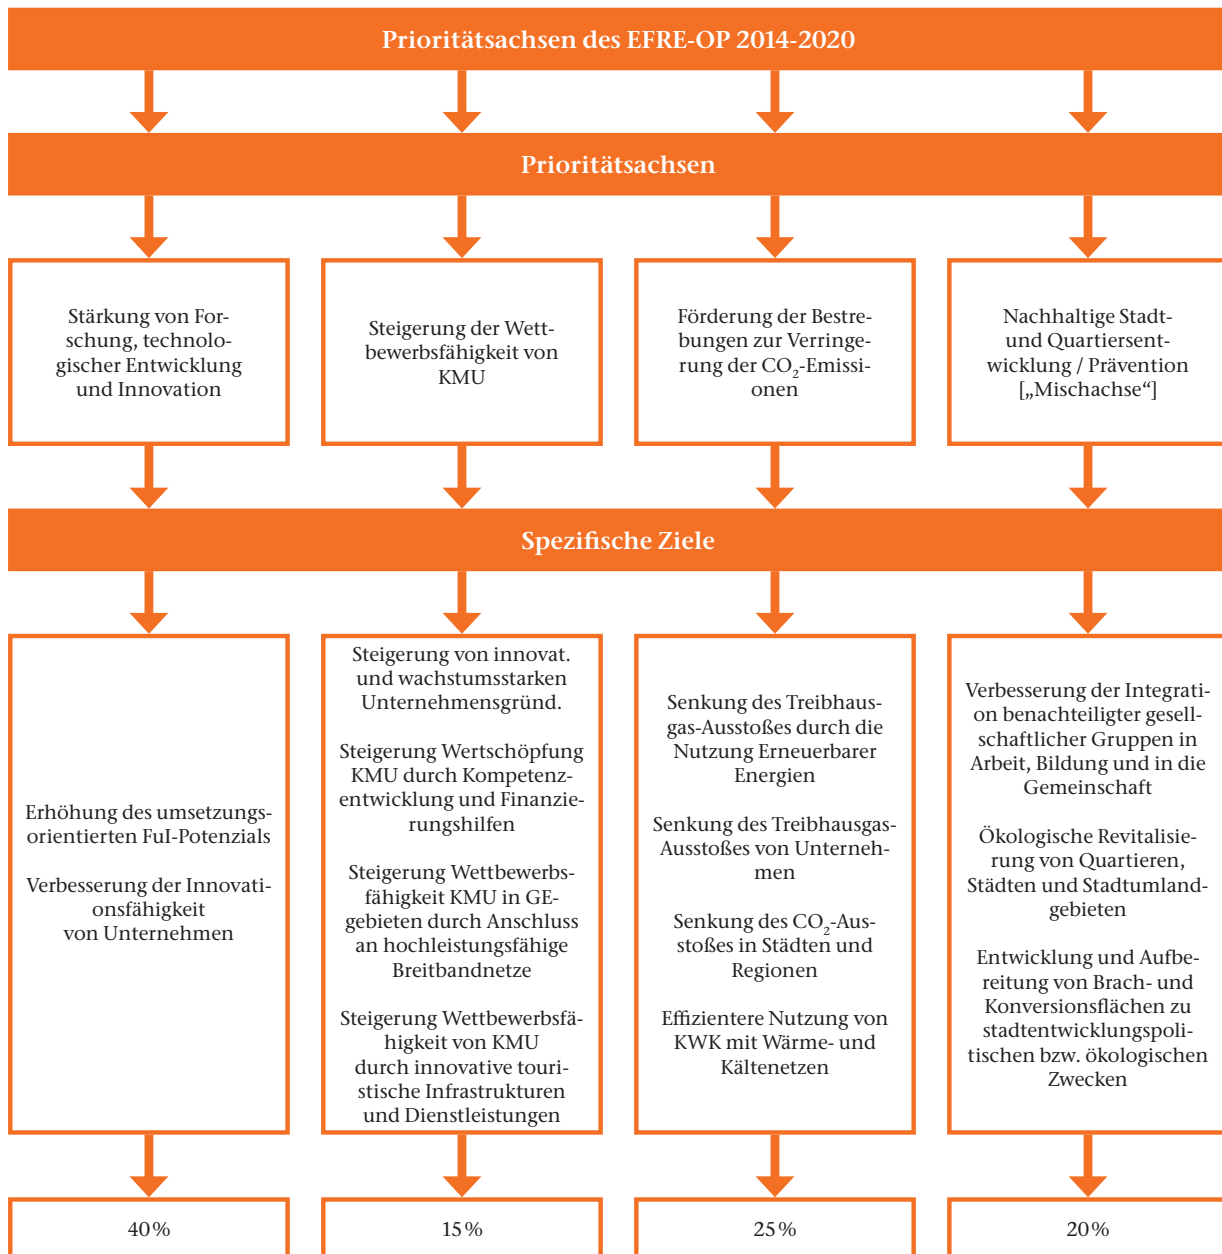 Prioritätsachsen des EFRE-OP 2014-2020
Prioritätsachsen
Stärkung von For-
schung, technolo-
gischer Entwicklung
und Innovation
Steigerung der Wett-
bewerbsfähigkeit von
KMU
Förderung der Bestre-
bungen zur Verringe-
rung der CO₂-Emissi-
onen
Nachhaltige Stadt-
und Quartiersent-
wicklung / Prävention
[„Mischachse“]
Spezifische Ziele
Erhöhung des umsetzungs-
orientierten FuI-Potenzials
Verbesserung der Innovati-
onsfähigkeit
von Unternehmen
Steigerung von innovat.
und wachstumsstarken
Unternehmensgründ.
Steigerung Wertschöpfung
KMU durch Kompetenz-
entwicklung und Finanzie-
rungshilfen
Steigerung Wettbewerbs-
fähigkeit KMU in GE-
gebieten durch Anschluss
an hochleistungsfähige
Breitbandnetze
Steigerung Wettbewerbsfä-
higkeit von KMU
durch innovative touri-
stische Infrastrukturen
und Dienstleistungen
Senkung des Treibhaus-
gas-Ausstoßes durch die
Nutzung Erneuerbarer
Energien
Senkung des Treibhausgas-
Ausstoßes von Unterneh-
men
Senkung des CO₂-Aus-
stoßes in Städten und
Regionen
Effizientere Nutzung von
KWK mit Wärme- und
Kältenetzen
Verbesserung der Integrati-
on benachteiligter gesell-
schaftlicher Gruppen in
Arbeit, Bildung und in die
Gemeinschaft
Ökologische Revitalisie-
rung von Quartieren,
Städten und Stadtumland-
gebieten
Entwicklung und Aufbe-
reitung von Brach- und
Konversionsflächen zu
stadtentwicklungspoli-
tischen bzw. ökologischen
Zwecken
40%
15%
25%
20%